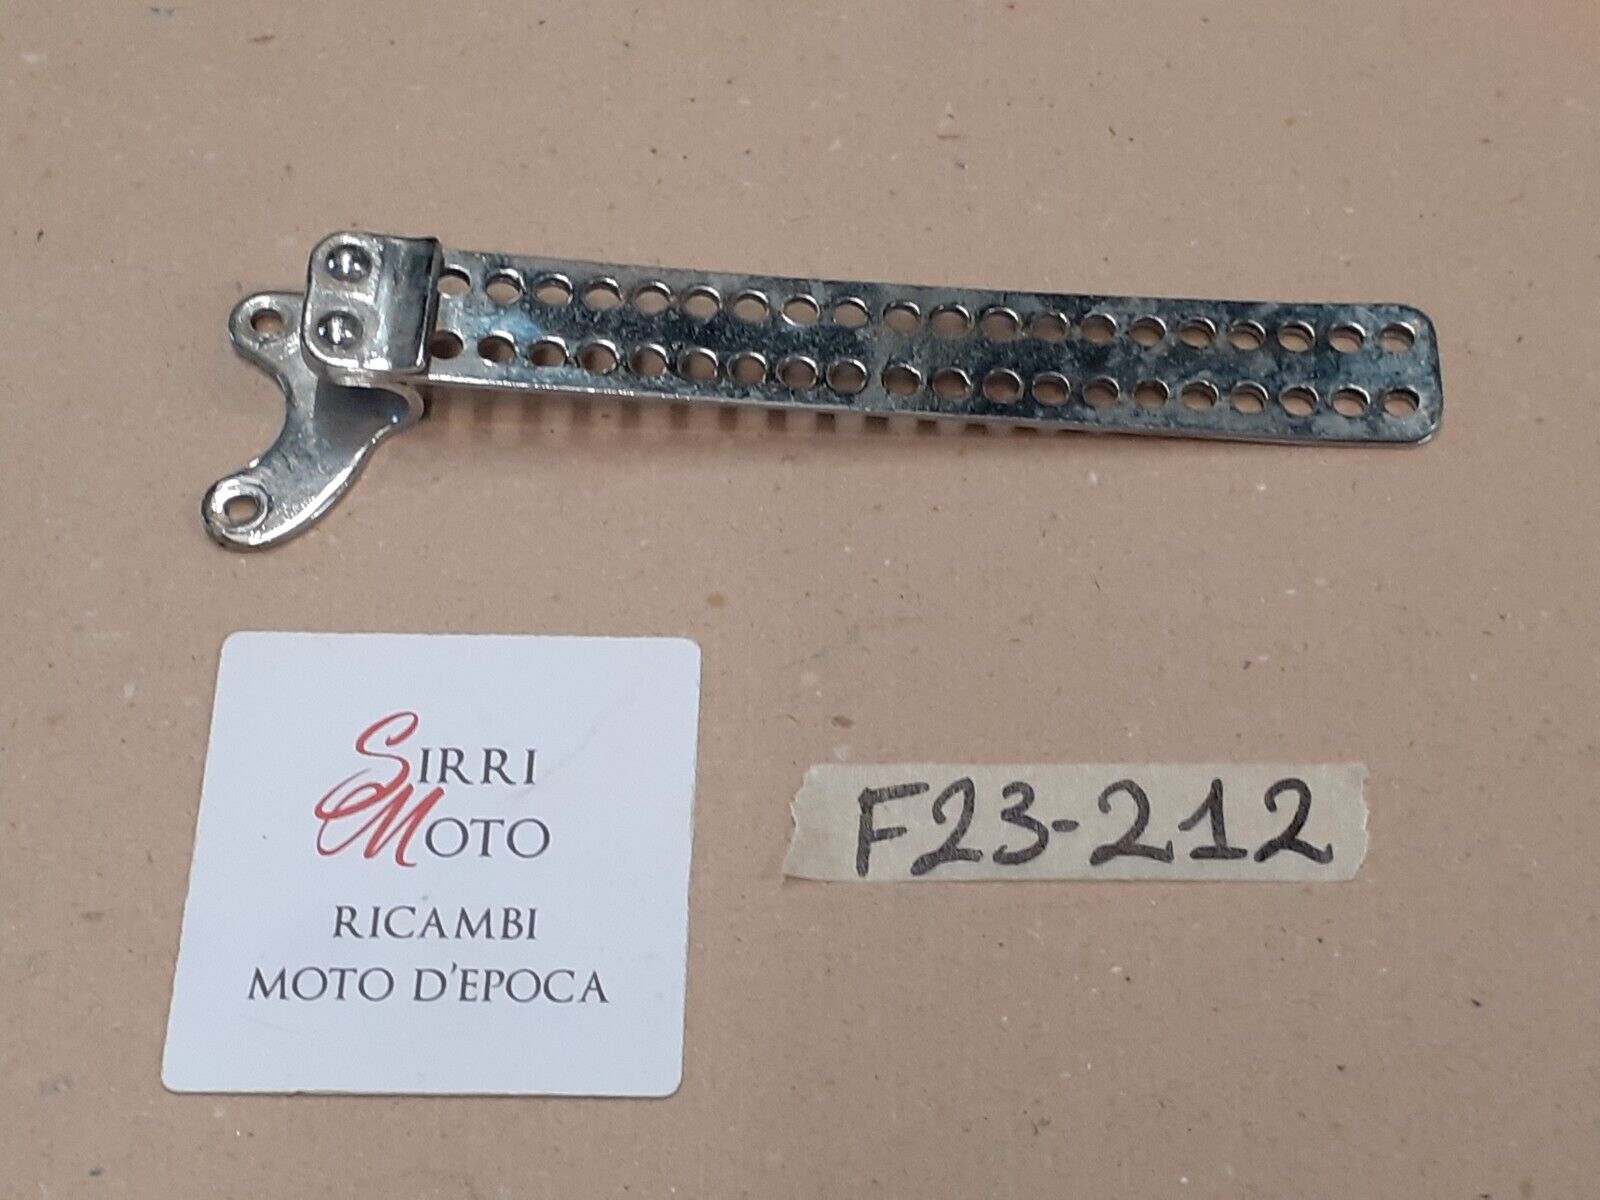 SIRRI
MOTO
RICAMBI
MOTO D'EPOCA
F23-212